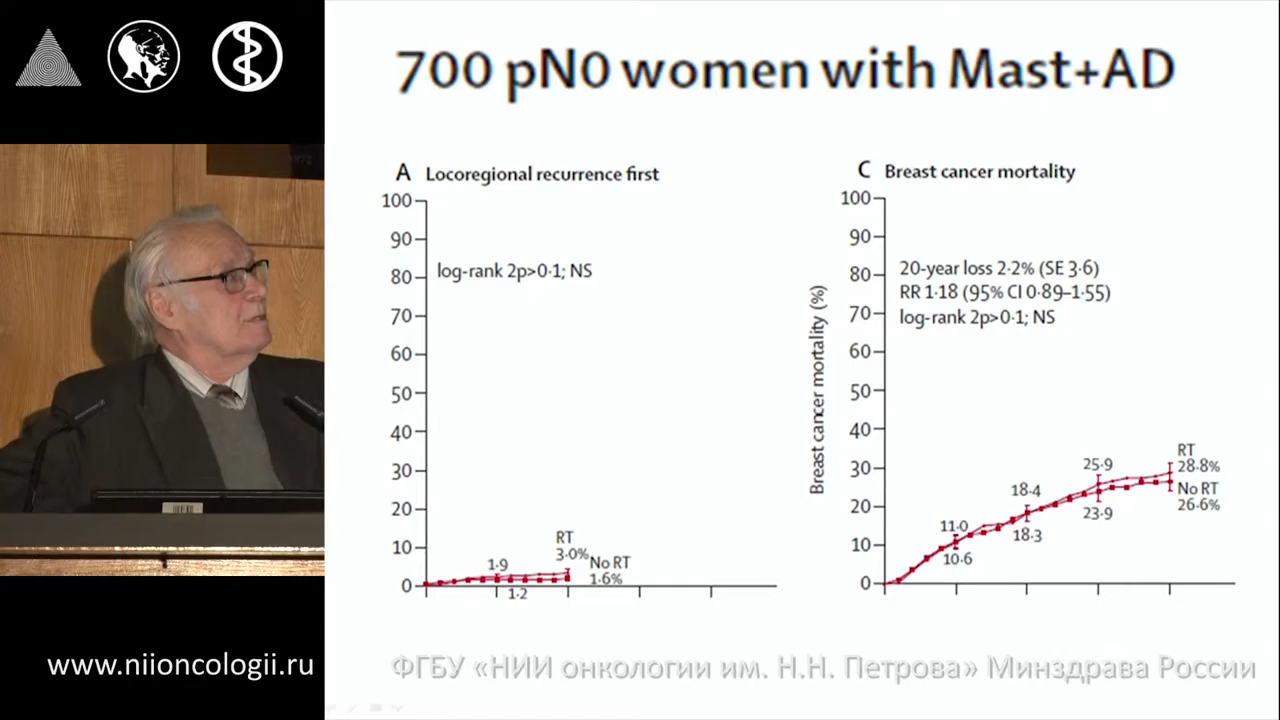 700 pN0 women with Mast+AD
A Locoregional recurrence first
100
90
80
70
60
50
40
30
20
10
0
log-rank 2p>0·1; NS
RT
3·0%
No RT
1·6%
1·9
1·2
C Breast cancer mortality
Breast cancer mortality (%)
100
90
80
70
60
50
40
30
20
10
0
20-year loss 2·2% (SE 3·6)
RR 1·18 (95% CI 0·89–1·55)
log-rank 2p>0·1; NS
11·0
10·6
18·4
18·3
25·9
23·9
RT
28·8%
No RT
26·6%
www.niioncologii.ru
ФГБУ «НИИ онкологии им. Н.Н. Петрова» Минздрава России